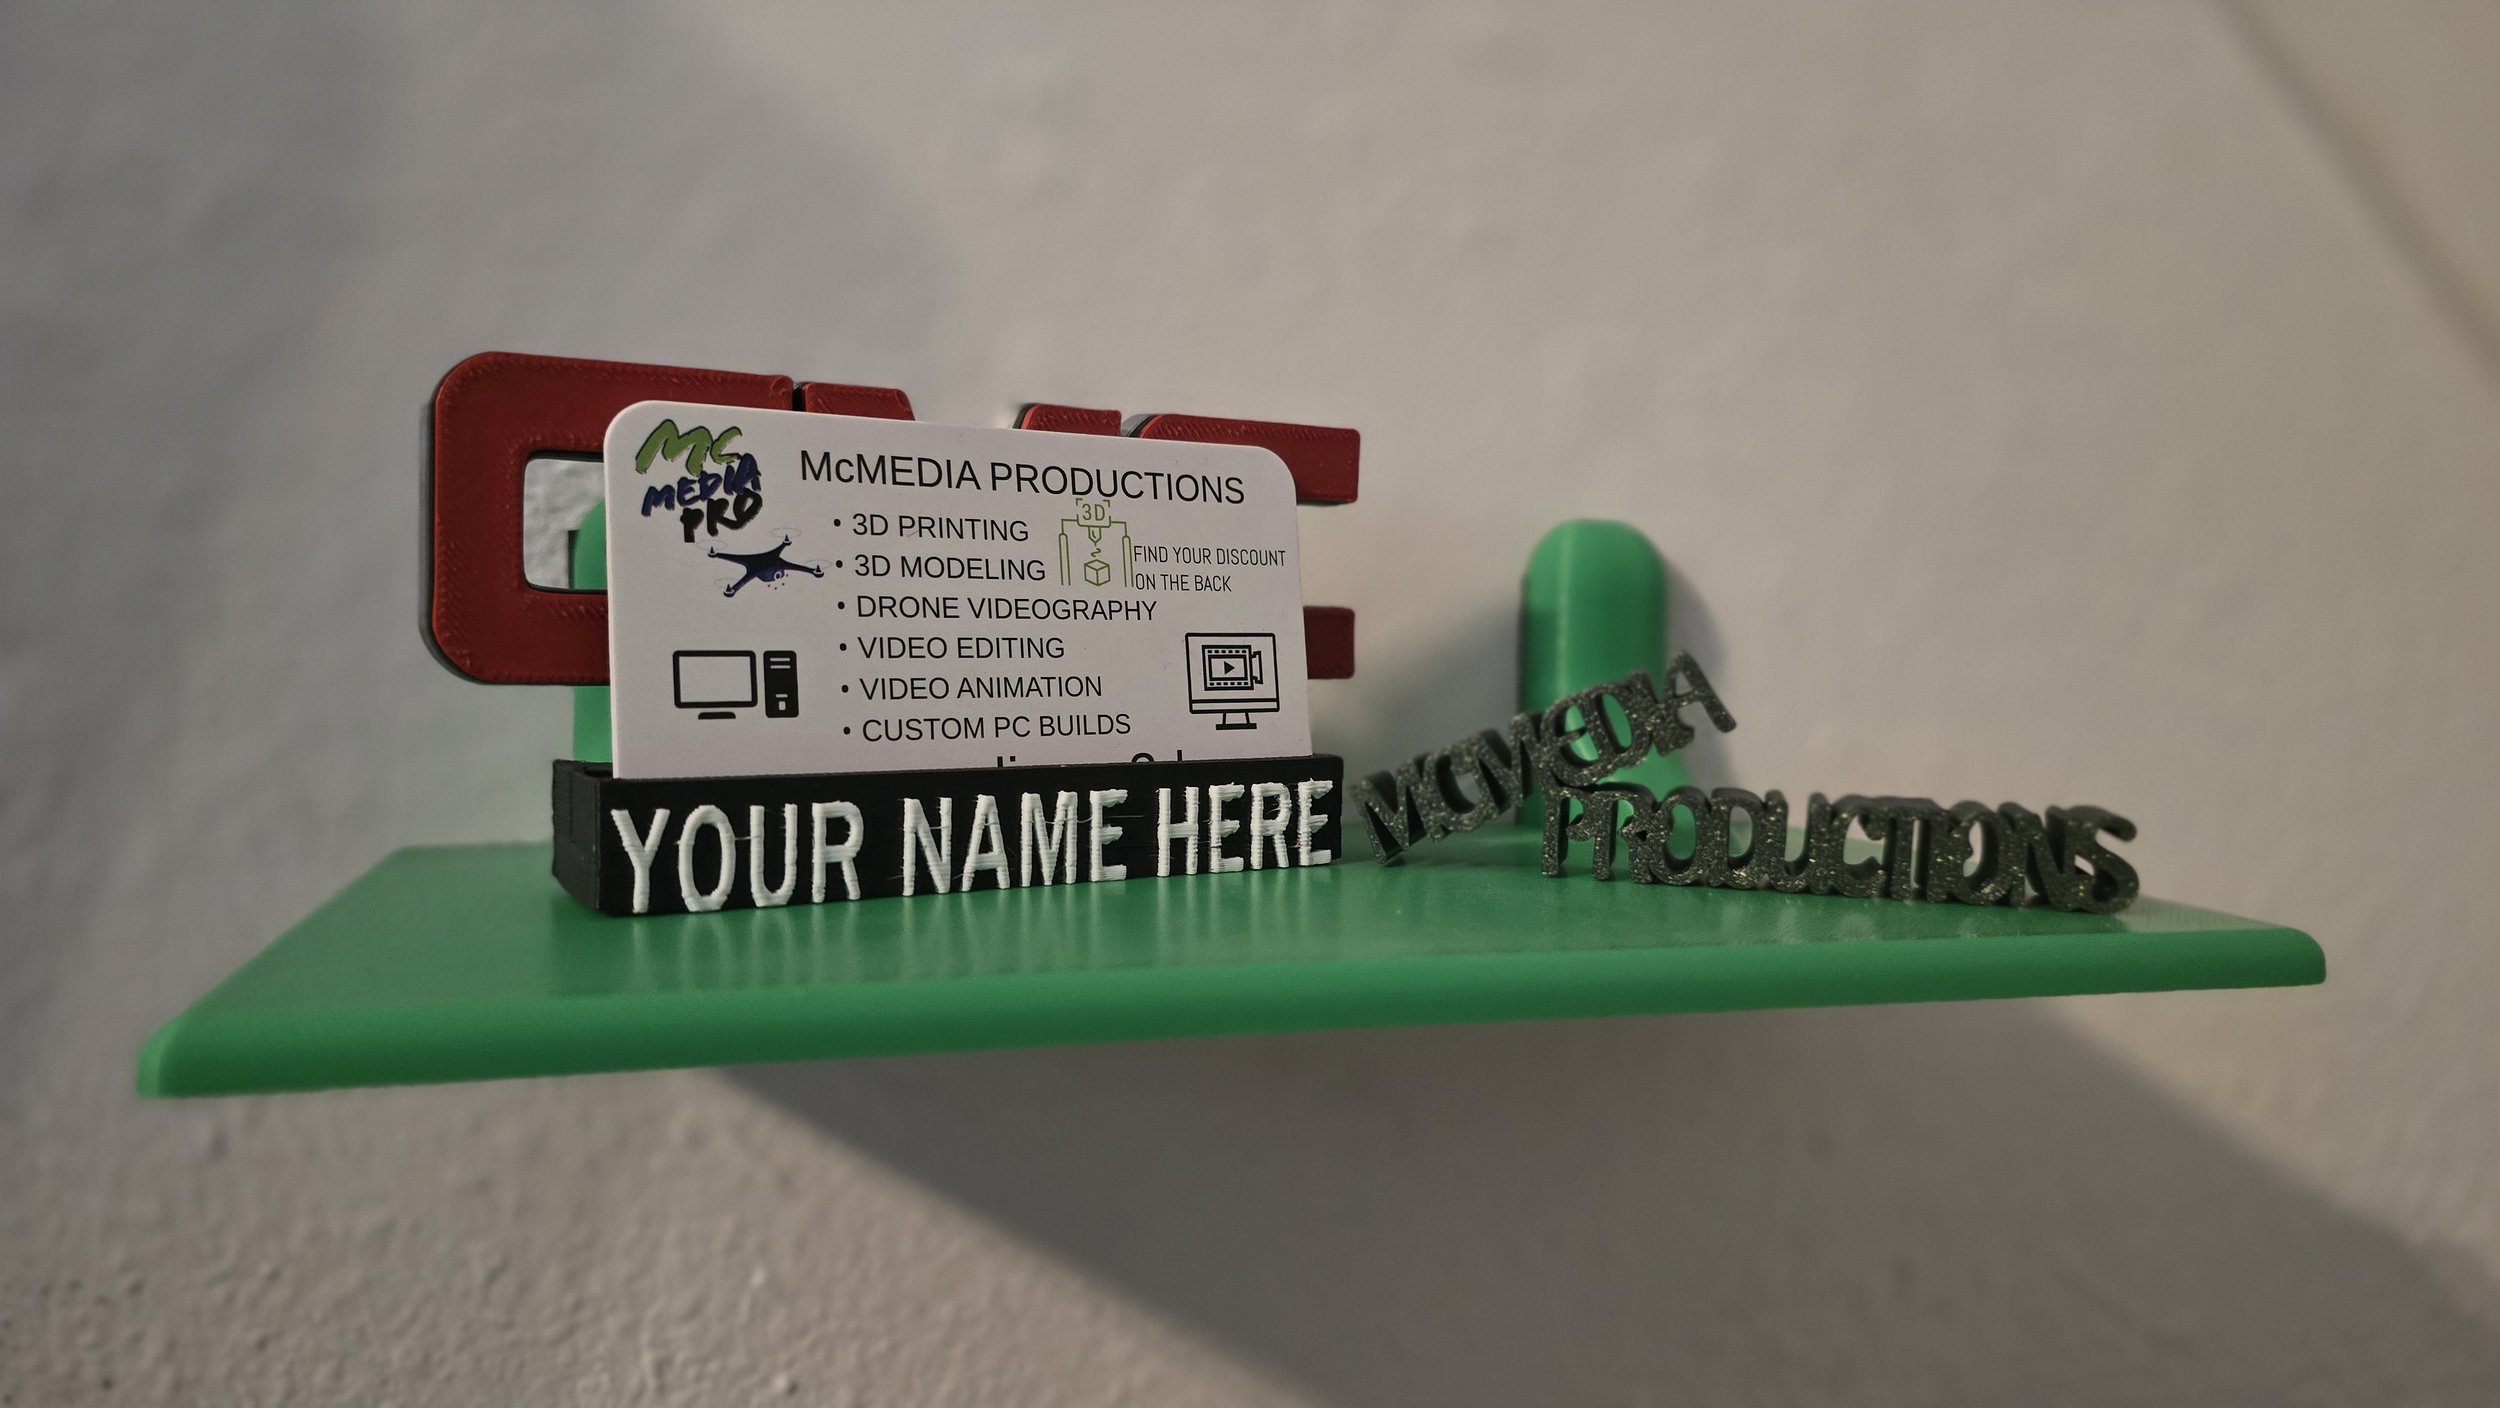 MC
MEDIA
PRO
McMEDIA PRODUCTIONS
• 3D PRINTING
• 3D MODELING
• DRONE VIDEOGRAPHY
• VIDEO EDITING
• VIDEO ANIMATION
• CUSTOM PC BUILDS
3D
FIND YOUR DISCOUNT
ON THE BACK
YOUR NAME HERE
MCMEDIA
PRODUCTIONS